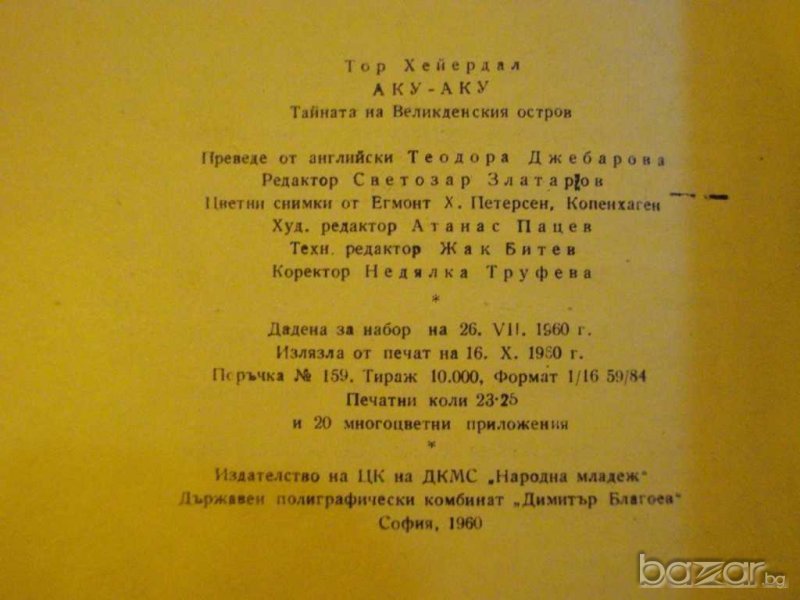 Тор Хейердал
АКУ-АКУ
Тайната на Великденския остров
Преведе от английски Теодора Джебарова
Редактор Светозар Златаров
Цветни снимки от Егмонт Х. Петерсен, Копенхаген
Худ. редактор Атанас Пацев
Техн. редактор Жак Битев
Коректор Недялка Труфева
*
Дадена за набор на 26. VII. 1960 г.
Излязла от печат на 16. X. 1960 г.
Поръчка № 159. Тираж 10.000, Формат 1/16 59/84
Печатни коли 23·25
и 20 многоцветни приложения
*
Издателство на ЦК на ДКМС „Народна младеж“
Държавен полиграфически комбинат „Димитър Благоев“
София, 1960
bazar.bg